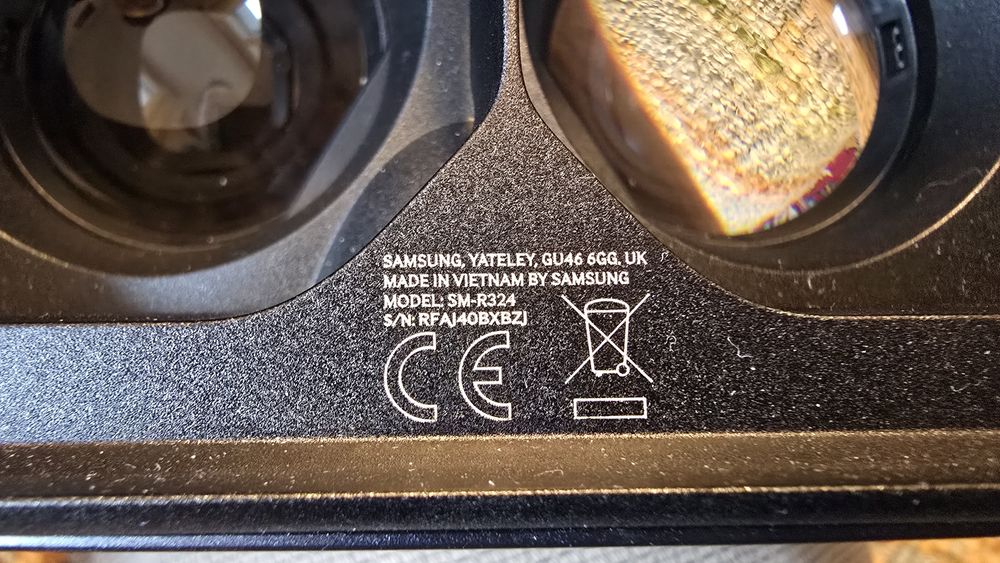 SAMSUNG, YATELEY, GU46 6GG, UK
MADE IN VIETNAM BY SAMSUNG
MODEL: SM-R324
S/N: RFAJ40BXBZJ
CE